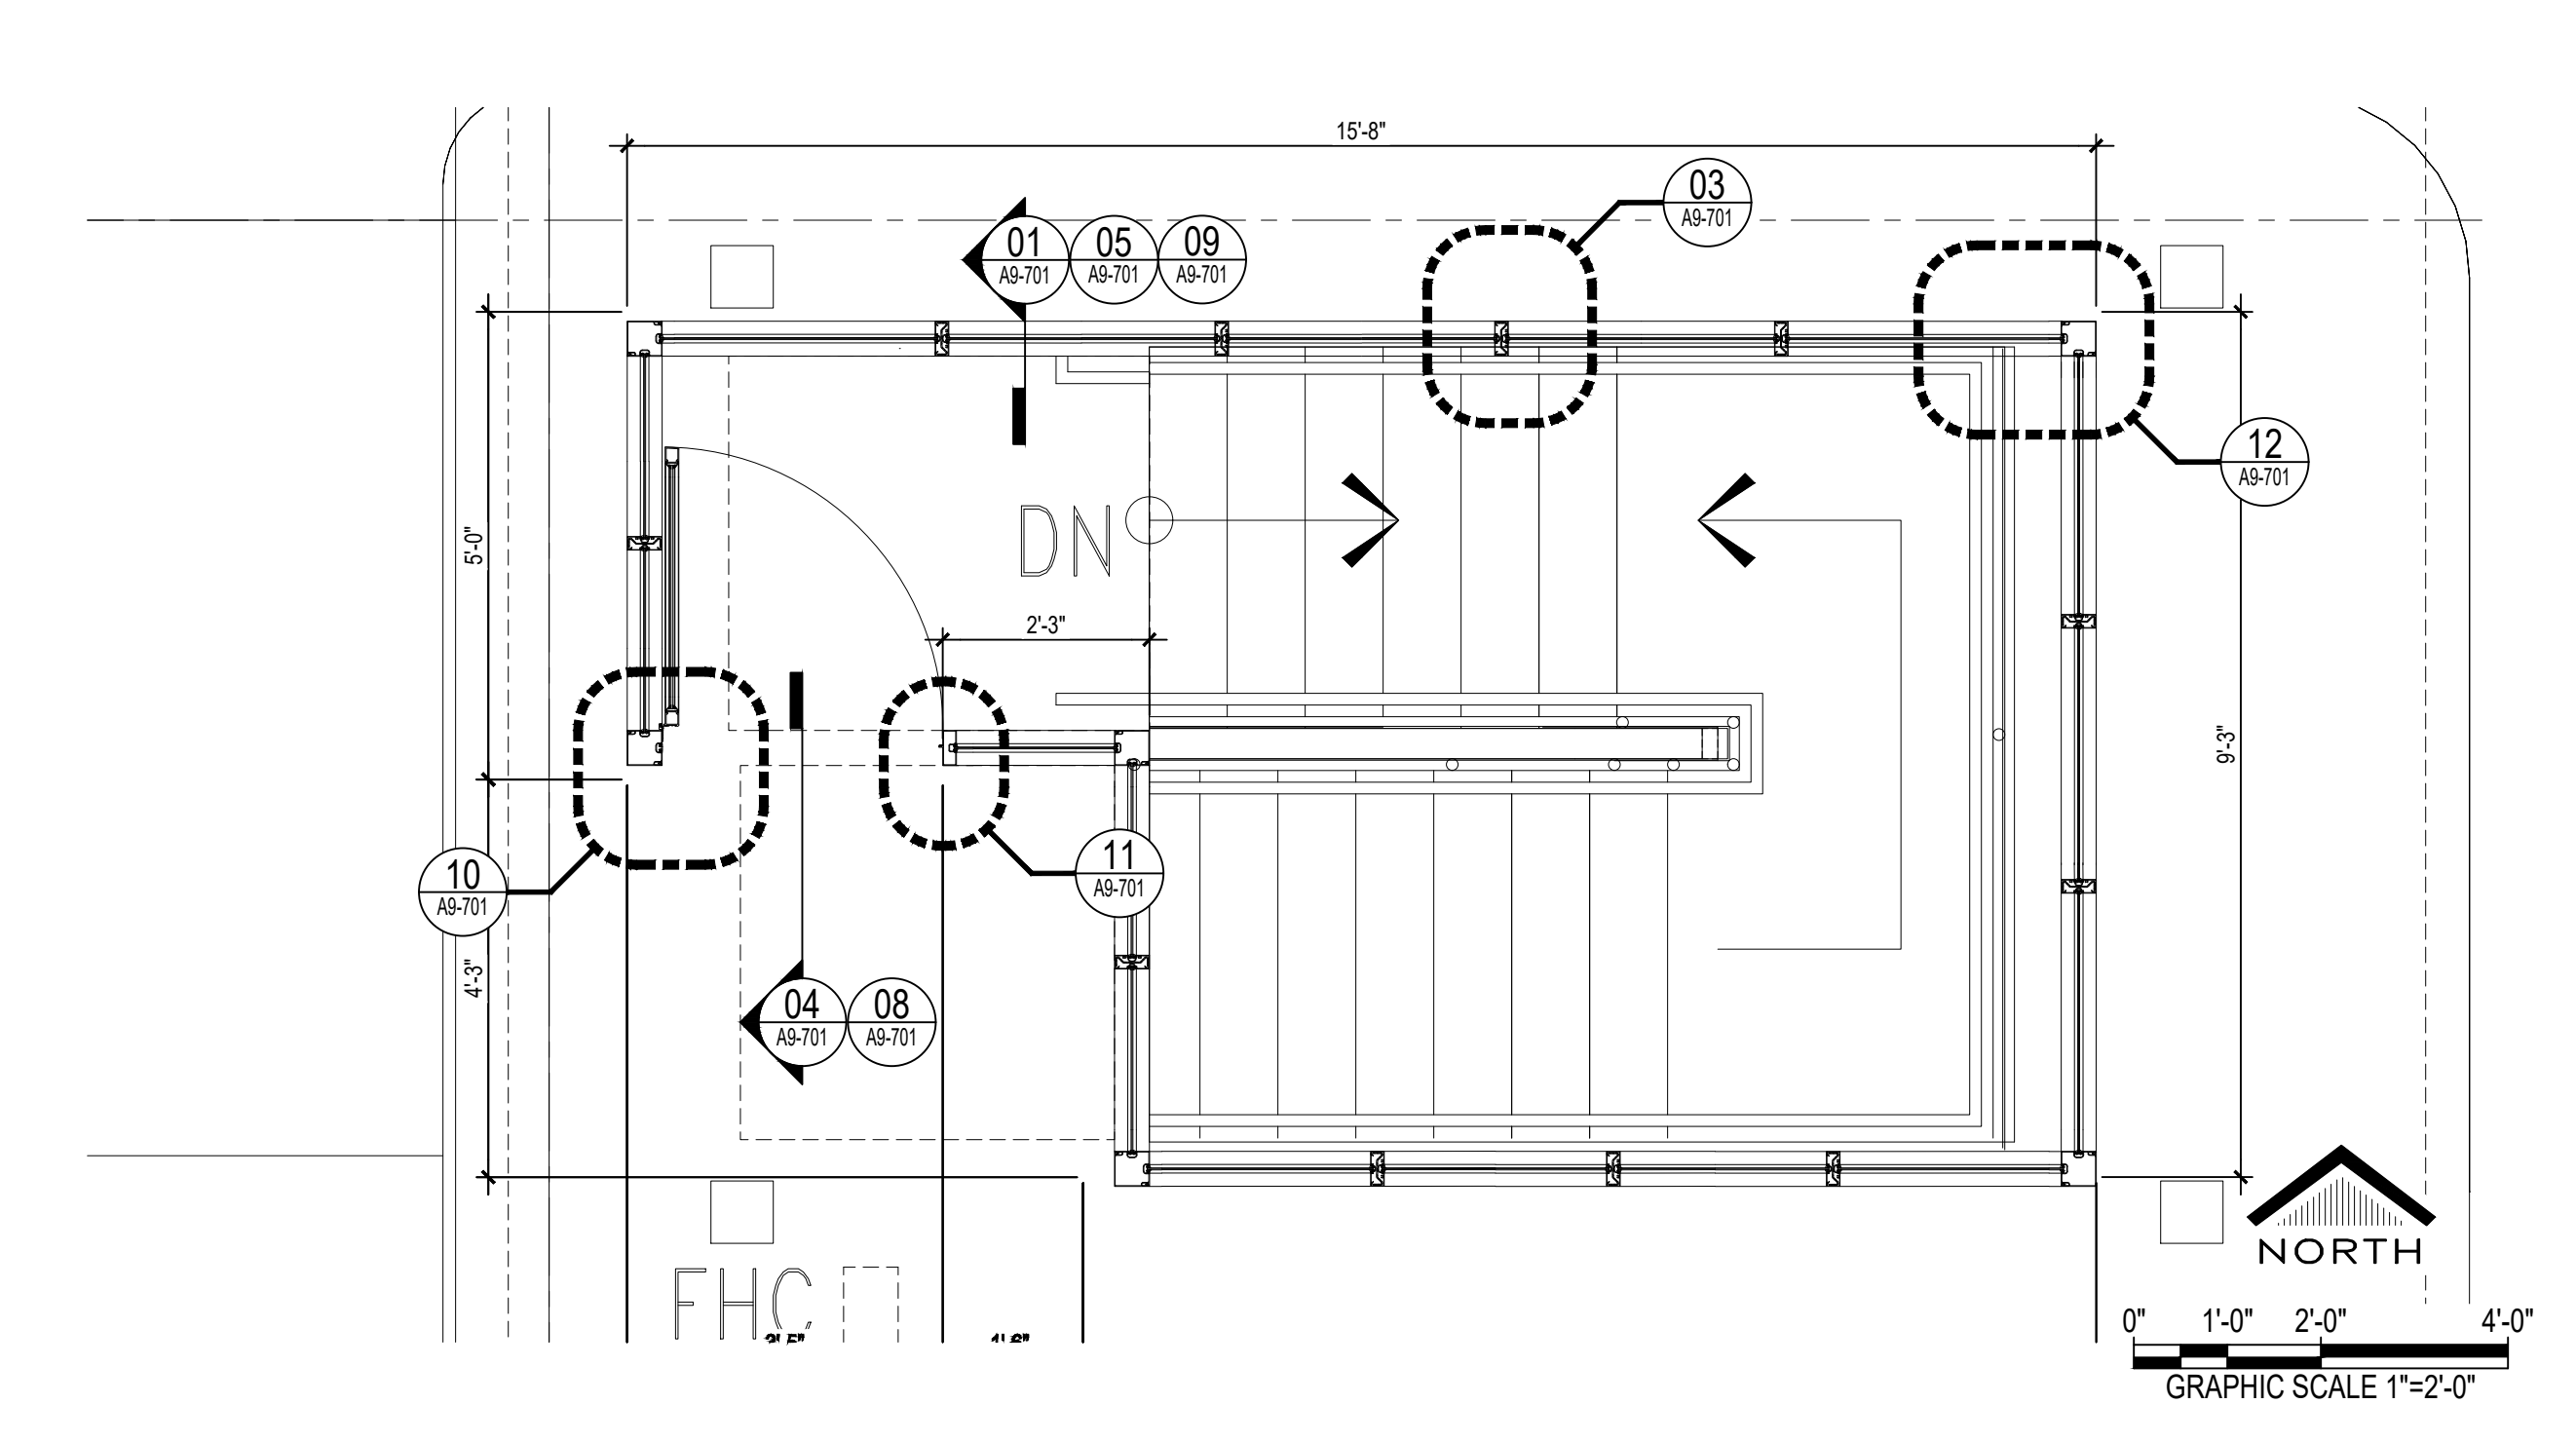 15'-8"
03
A9-701
01
A9-701
05
A9-701
09
A9-701
12
A9-701
5'-0"
DN
2'-3"
9'-3"
11
A9-701
10
A9-701
4'-3"
04
A9-701
08
A9-701
NORTH
FHC
0" 1'-0" 2'-0" 4'-0"
GRAPHIC SCALE 1"=2'-0"